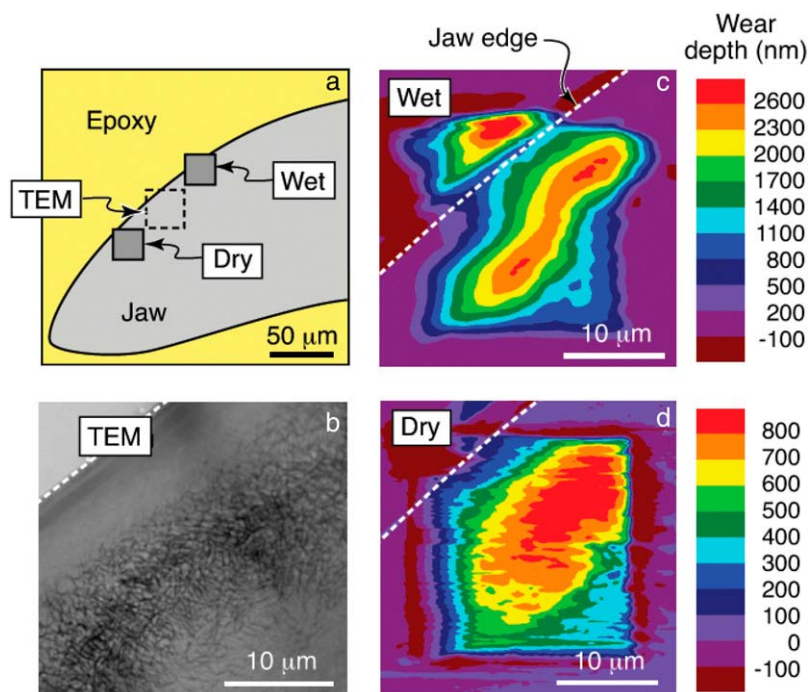 a
Epoxy
TEM
Wet
Dry
Jaw
50 μm
Jaw edge
Wet
c
10 μm
Wear
depth (nm)
2600
2300
2000
1700
1400
1100
800
500
200
-100
TEM
b
10 μm
Dry
d
10 μm
800
700
600
500
400
300
200
100
0
-100